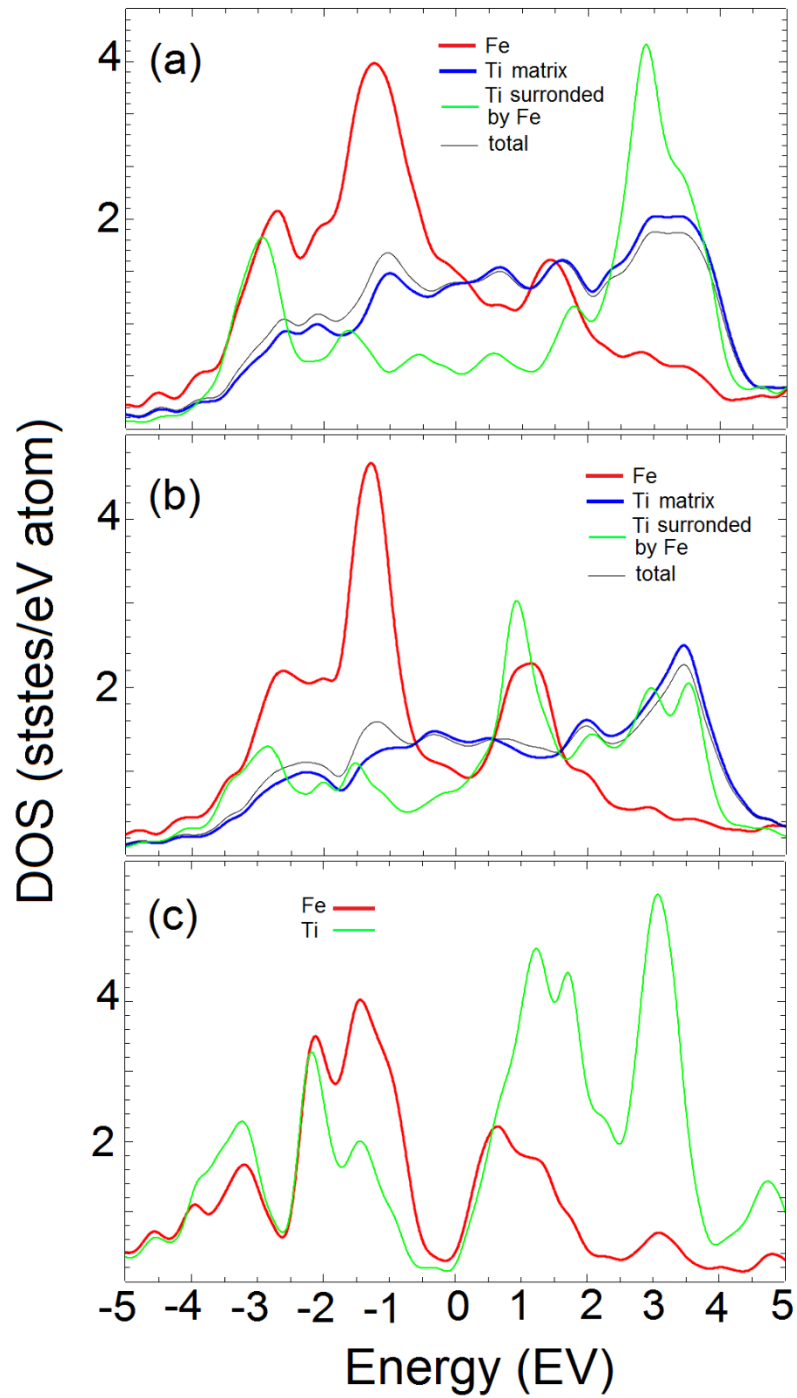 (a)
Fe
Ti matrix
Ti surronded
by Fe
total
4
2
(b)
Fe
Ti matrix
Ti surronded
by Fe
total
4
2
(c)
Fe
Ti
4
2
DOS (ststes/eV atom)
-5 -4 -3 -2 -1 0 1 2 3 4 5
Energy (EV)